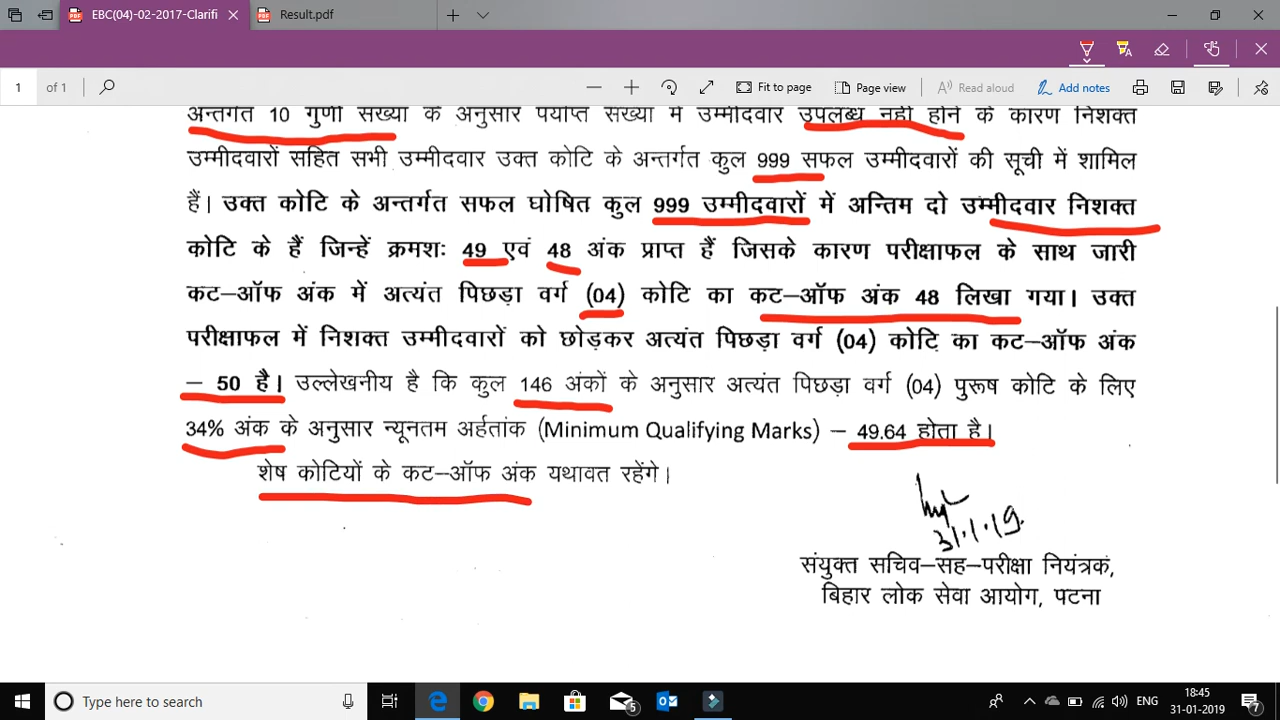 EBC(04)-02-2017-Clarifi
Result.pdf
1 of 1
Fit to page
Page view
Read aloud
Add notes
अन्तर्गत 10 गुणी संख्या के अनुसार पर्याप्त संख्या में उम्मीदवार उपलब्ध नहीं होने के कारण निशक्त
उम्मीदवारों सहित सभी उम्मीदवार उक्त कोटि के अन्तर्गत कुल 999 सफल उम्मीदवारों की सूची में शामिल
हैं। उक्त कोटि के अन्तर्गत सफल घोषित कुल 999 उम्मीदवारों में अन्तिम दो उम्मीदवार निशक्त
कोटि के हैं जिन्हें क्रमशः 49 एवं 48 अंक प्राप्त हैं जिसके कारण परीक्षाफल के साथ जारी
कट–ऑफ अंक में अत्यंत पिछड़ा वर्ग (04) कोटि का कट–ऑफ अंक 48 लिखा गया। उक्त
परीक्षाफल में निशक्त उम्मीदवारों को छोड़कर अत्यंत पिछड़ा वर्ग (04) कोटि का कट–ऑफ अंक
– 50 है। उल्लेखनीय है कि कुल 146 अंकों के अनुसार अत्यंत पिछड़ा वर्ग (04) पुरूष कोटि के लिए
34% अंक के अनुसार न्यूनतम अर्हतांक (Minimum Qualifying Marks) – 49.64 होता है।
शेष कोटियों के कट–ऑफ अंक यथावत रहेंगे।
31.1.19.
संयुक्त सचिव–सह–परीक्षा नियंत्रक,
बिहार लोक सेवा आयोग, पटना
Type here to search
5
ENG
18:45
31-01-2019
7